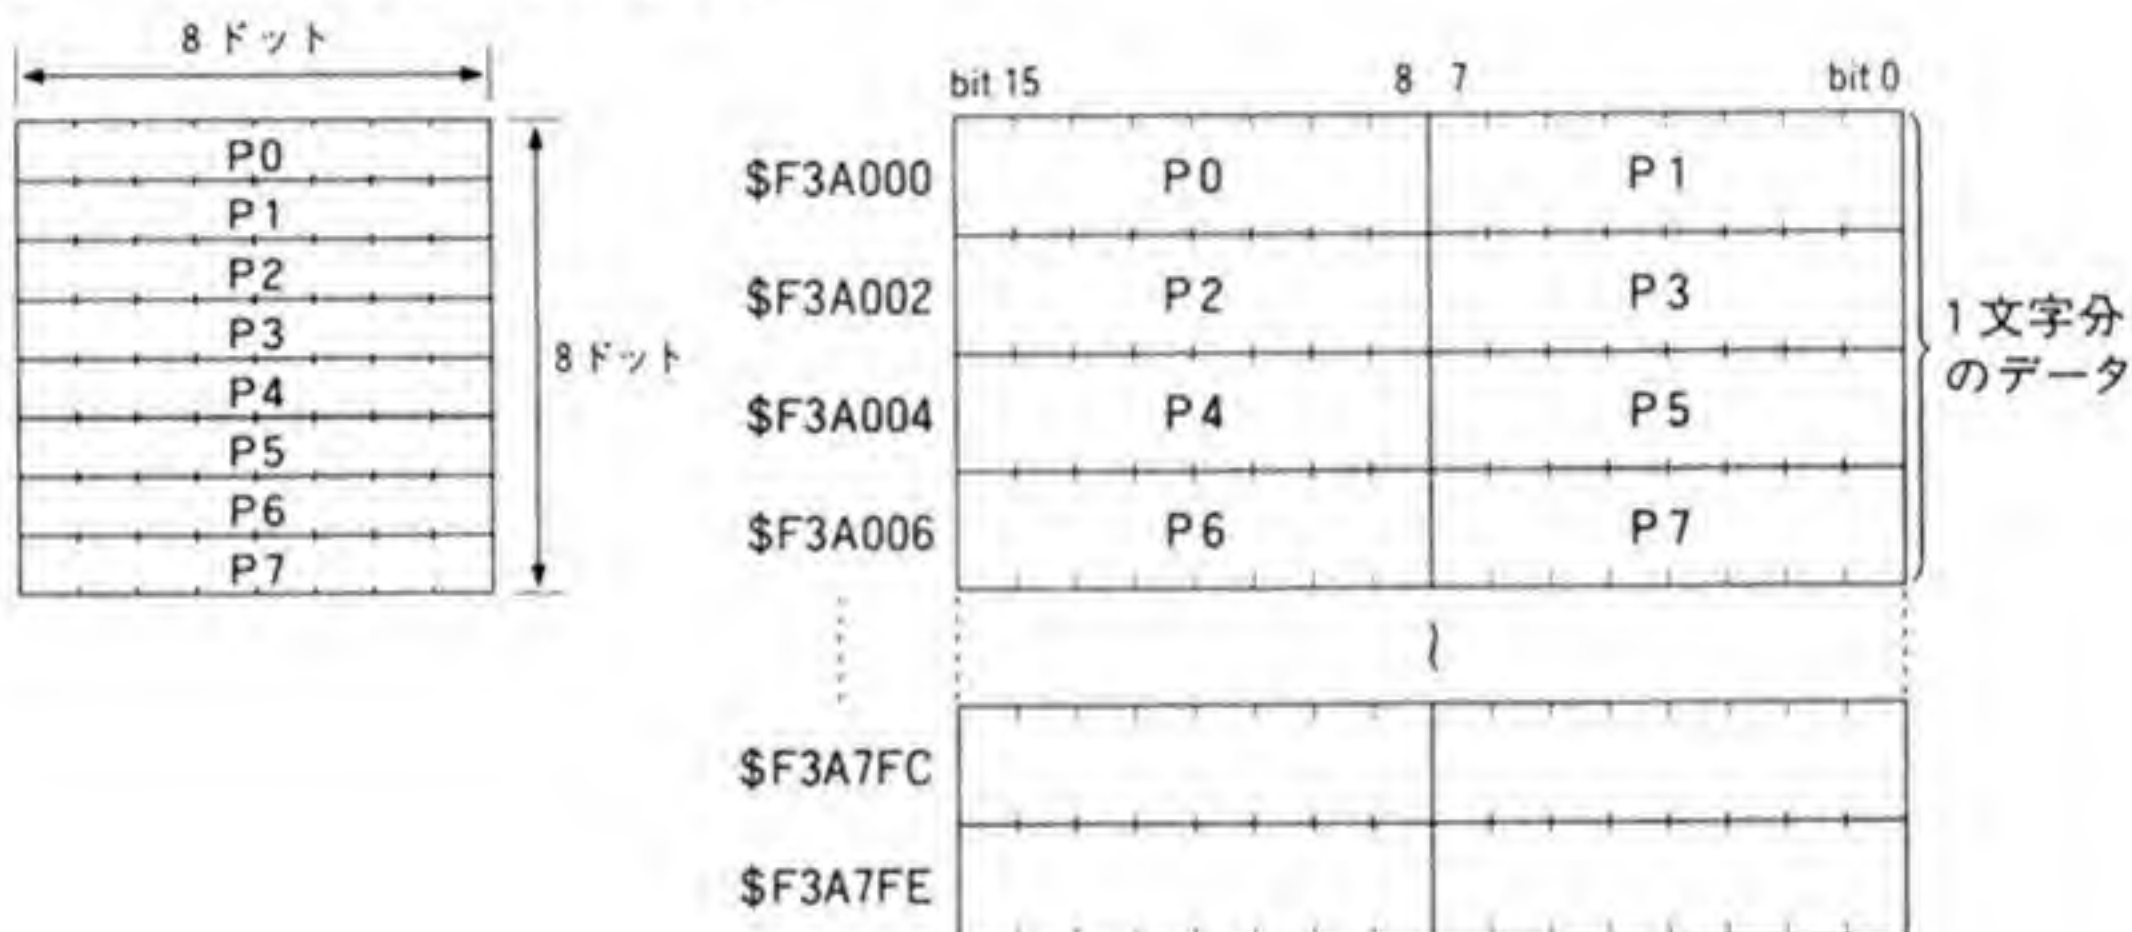 8 ドット
P0
P1
P2
P3
P4
P5
P6
P7
8 ドット
bit 15 8 7 bit 0
$F3A000 P0 P1
$F3A002 P2 P3
$F3A004 P4 P5
$F3A006 P6 P7
1 文字分
のデータ
$F3A7FC
$F3A7FE